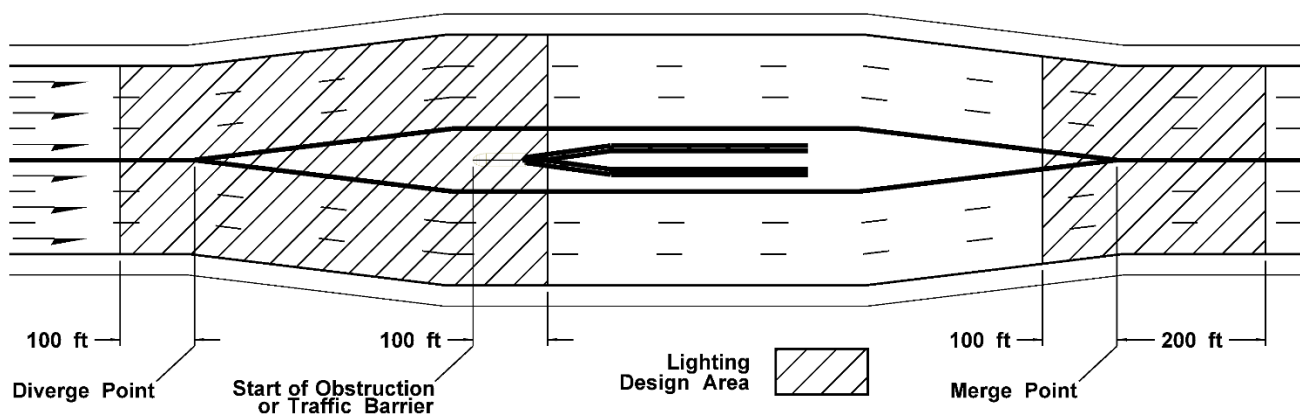 100 ft
100 ft
100 ft
200 ft
Diverge Point
Start of Obstruction
or Traffic Barrier
Lighting
Design Area
Merge Point